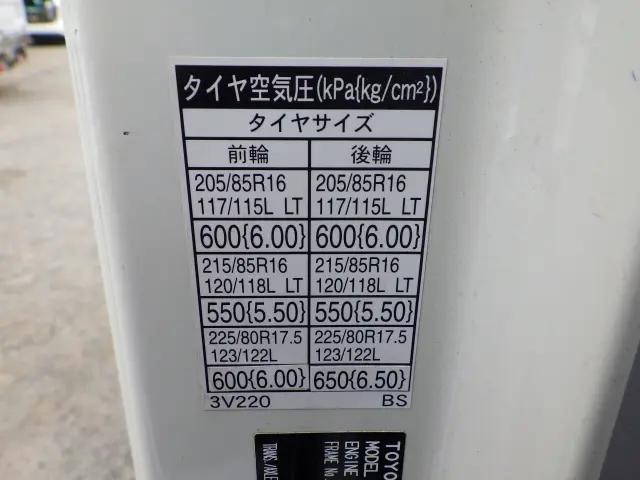 タイヤ空気圧(kPa{kg/cm²})
タイヤサイズ
前輪 後輪
205/85R16 205/85R16
117/115L LT 117/115L LT
600{6.00} 600{6.00}
215/85R16 215/85R16
120/118L LT 120/118L LT
550{5.50} 550{5.50}
225/80R17.5 225/80R17.5
123/122L 123/122L
600{6.00} 650{6.50}
3V220 BS
TOYO
MODEL
ENGINE
FRAME No.
TRANS./AXLE